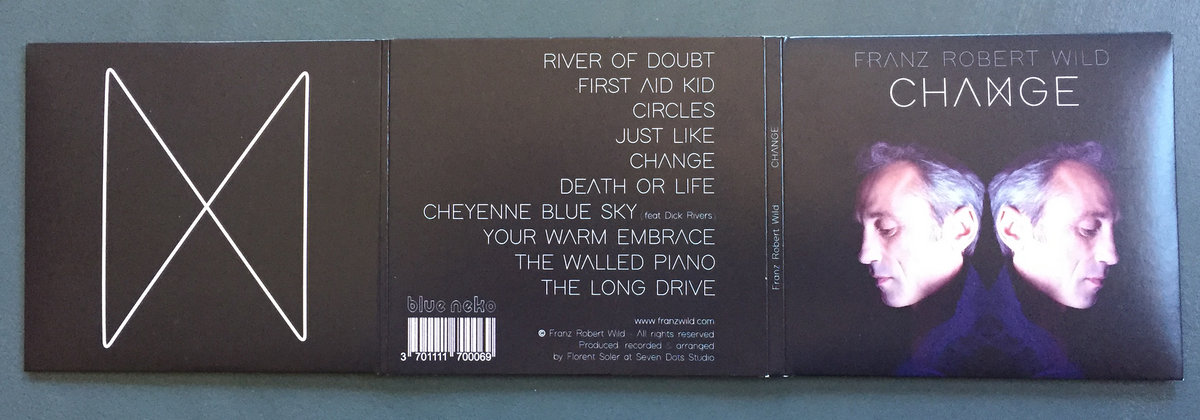 RIVER OF DOUBT
FIRST AID KID
CIRCLES
JUST LIKE
CHANGE
DEATH OR LIFE
CHEYENNE BLUE SKY (feat Dick Rivers)
YOUR WARM EMBRACE
THE WALLED PIANO
THE LONG DRIVE
blue neko
3 701111 700069
www.franzwild.com
© Franz Robert Wild - All rights reserved
Produced recorded & arranged
by Florent Soler at Seven Dots Studio
Franz Robert Wild CHANGE
FRANZ ROBERT WILD
CHANGE